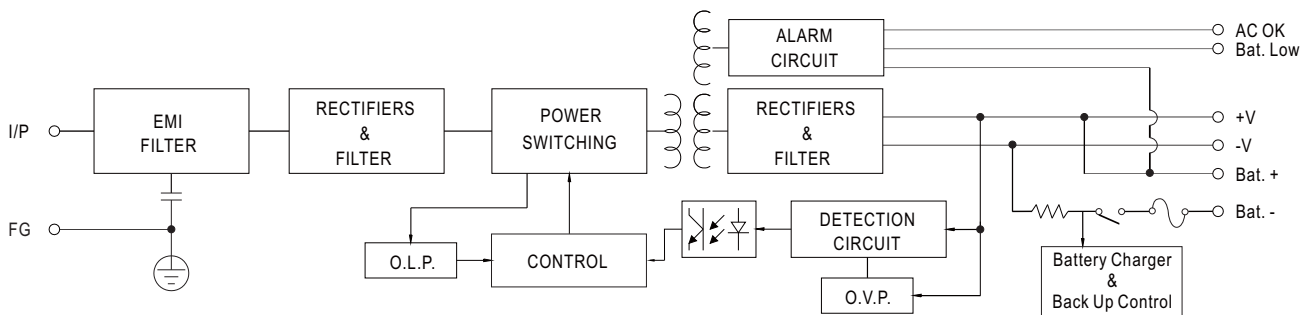 AC OK
ALARM
CIRCUIT
Bat. Low
I/P
EMI
FILTER
RECTIFIERS
&
FILTER
POWER
SWITCHING
RECTIFIERS
&
FILTER
+V
-V
Bat. +
Bat. -
FG
O.L.P.
CONTROL
DETECTION
CIRCUIT
O.V.P.
Battery Charger
&
Back Up Control